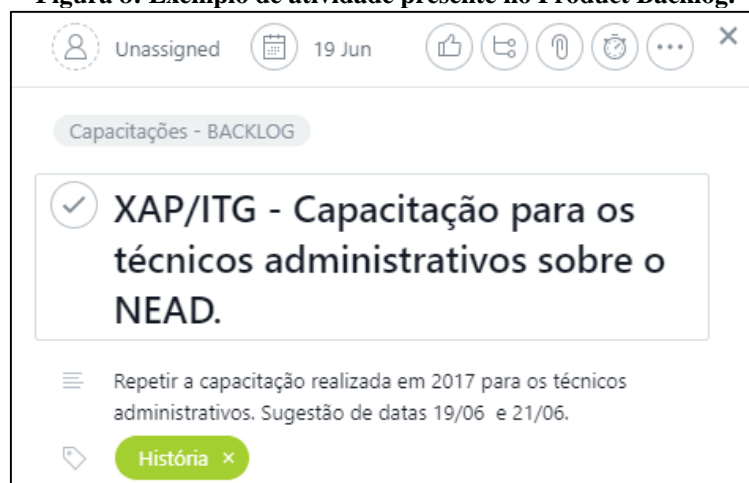 Figura 8: Exemplo de atividade presente no Product Backlog.
Unassigned 19 Jun
Capacitações - BACKLOG
XAP/ITG - Capacitação para os
técnicos administrativos sobre o
NEAD.
Repetir a capacitação realizada em 2017 para os técnicos
administrativos. Sugestão de datas 19/06 e 21/06.
História ×